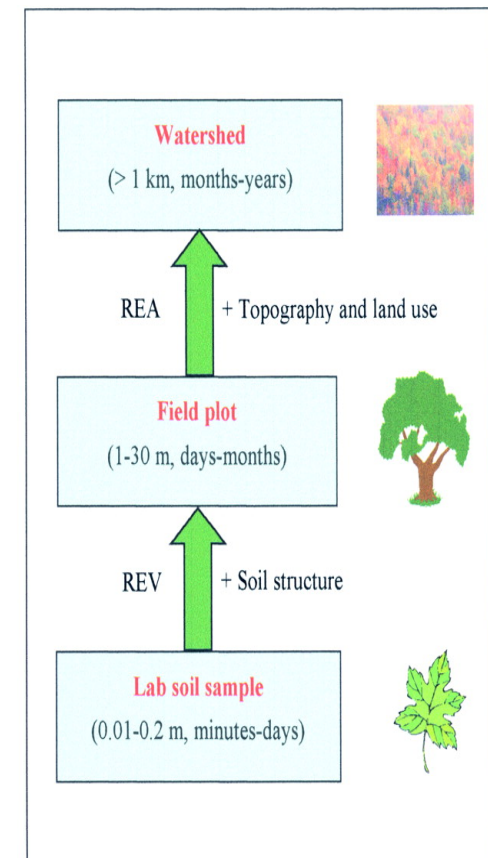 Watershed
(> 1 km, months-years)
REA + Topography and land use
Field plot
(1-30 m, days-months)
REV + Soil structure
Lab soil sample
(0.01-0.2 m, minutes-days)